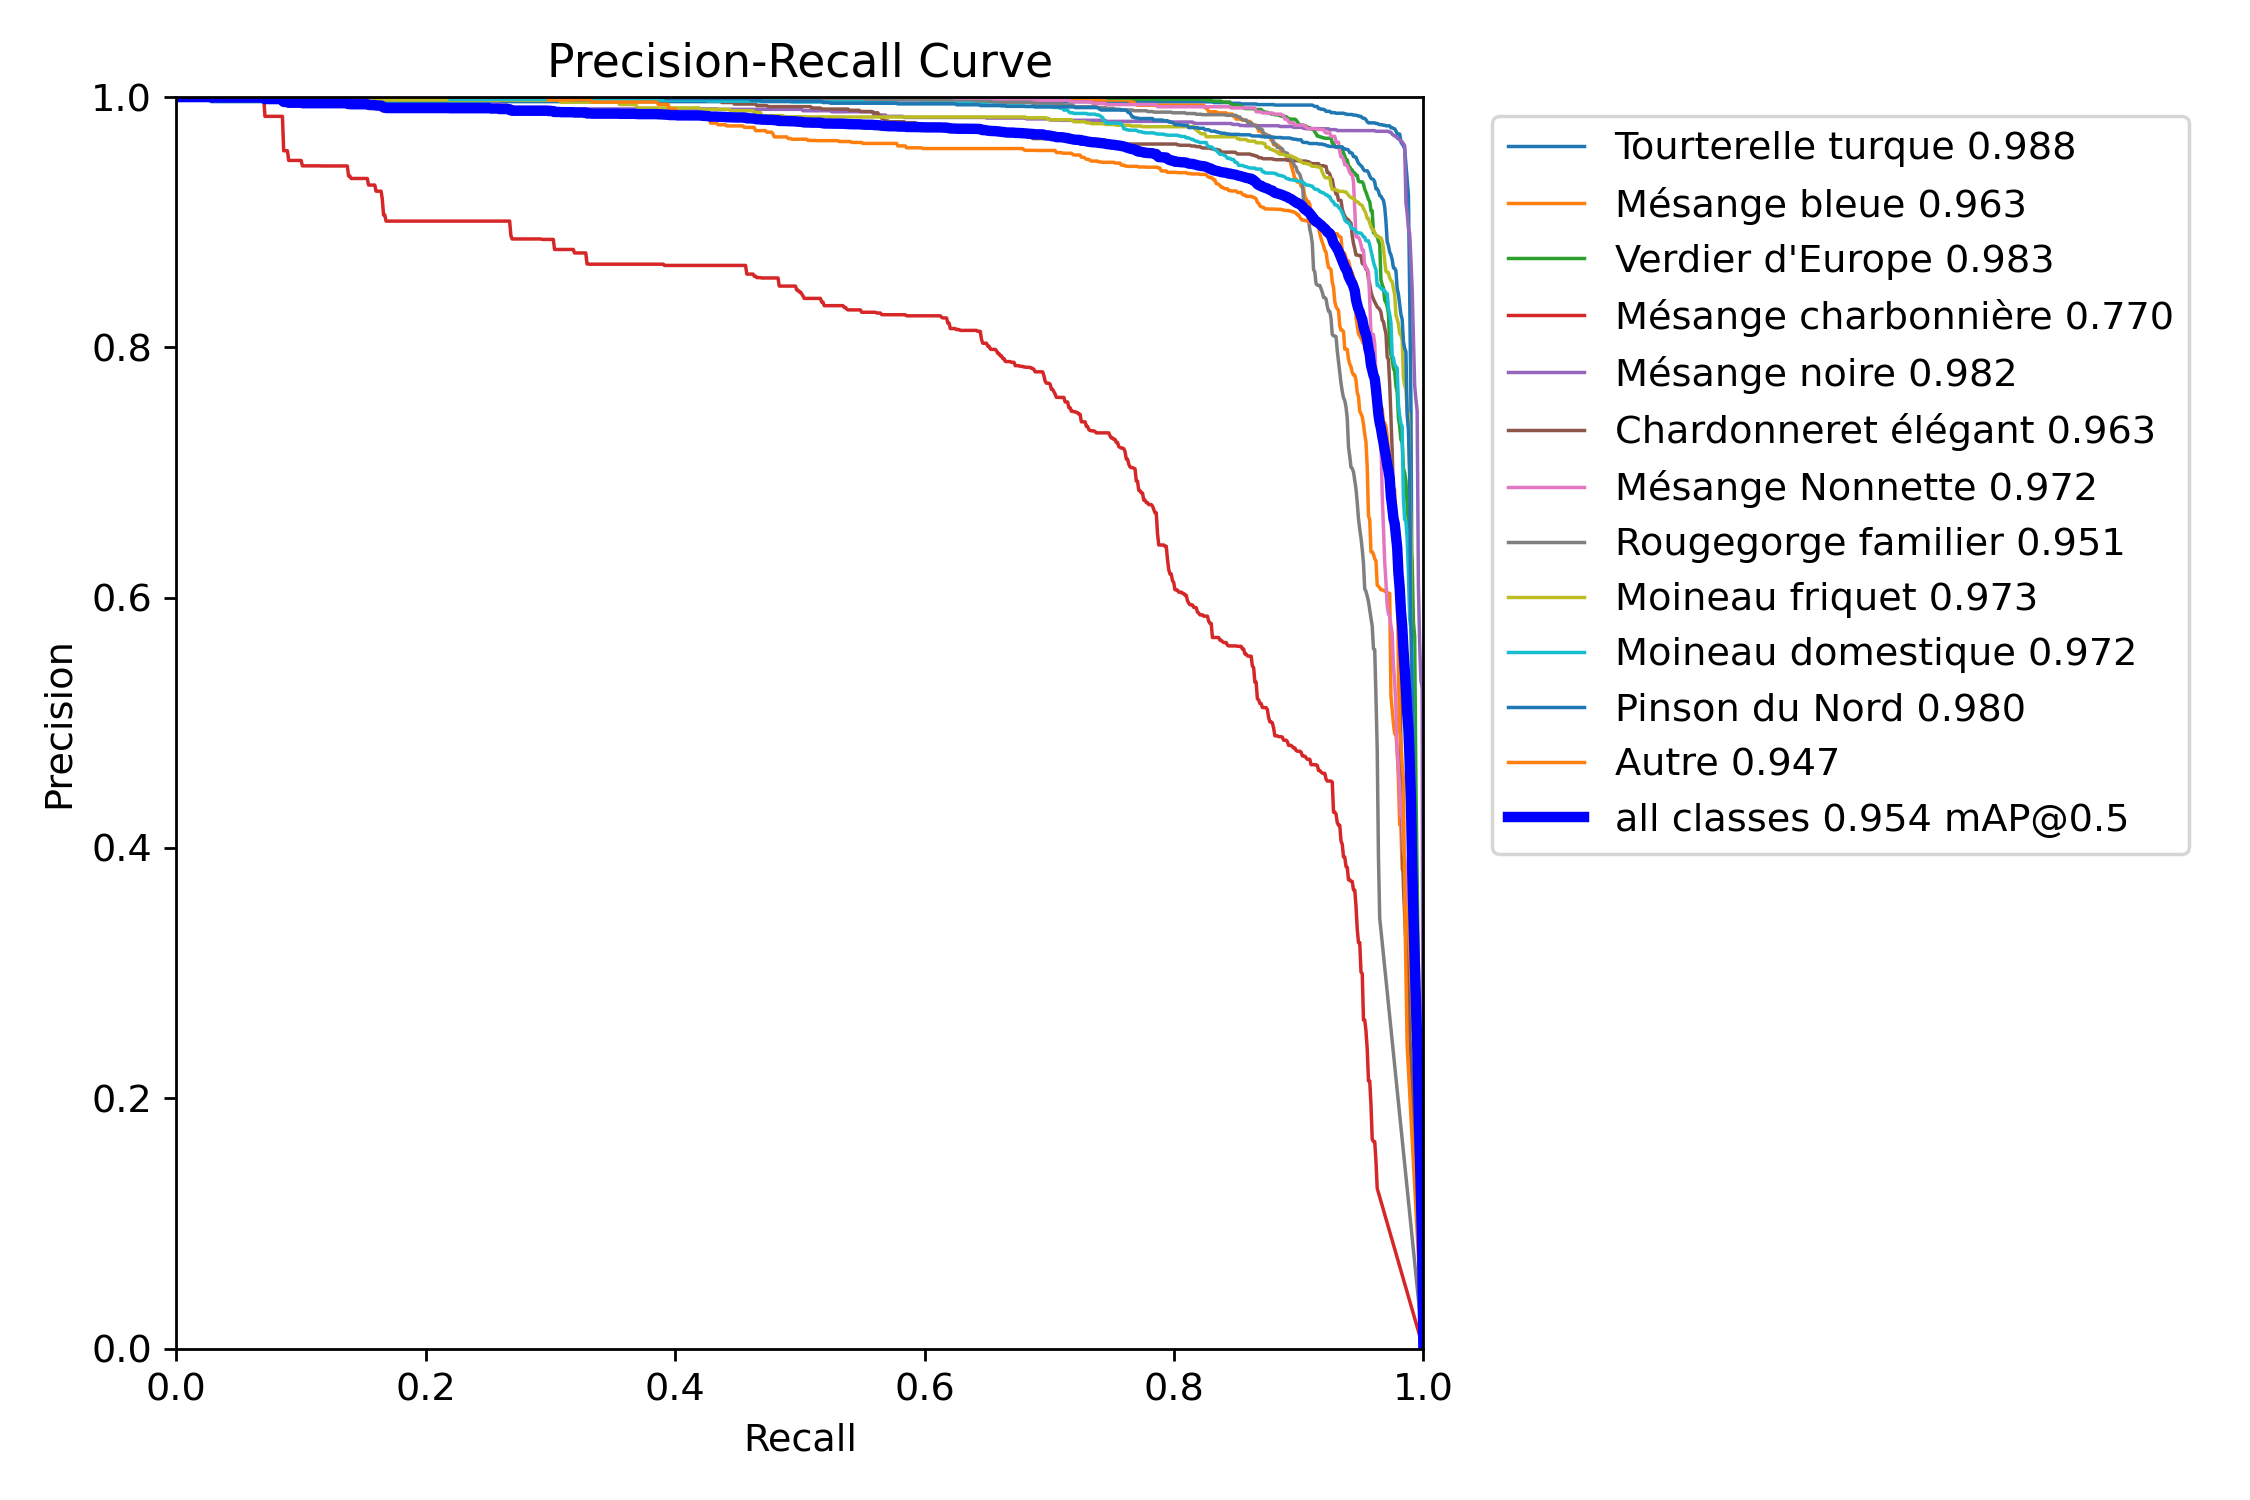 Precision-Recall Curve
1.0
0.8
0.6
0.4
0.2
0.0
Precision
0.0 0.2 0.4 0.6 0.8 1.0
Recall
Tourterelle turque 0.988
Mésange bleue 0.963
Verdier d'Europe 0.983
Mésange charbonnière 0.770
Mésange noire 0.982
Chardonneret élégant 0.963
Mésange Nonnette 0.972
Rougegorge familier 0.951
Moineau friquet 0.973
Moineau domestique 0.972
Pinson du Nord 0.980
Autre 0.947
all classes 0.954 mAP@0.5